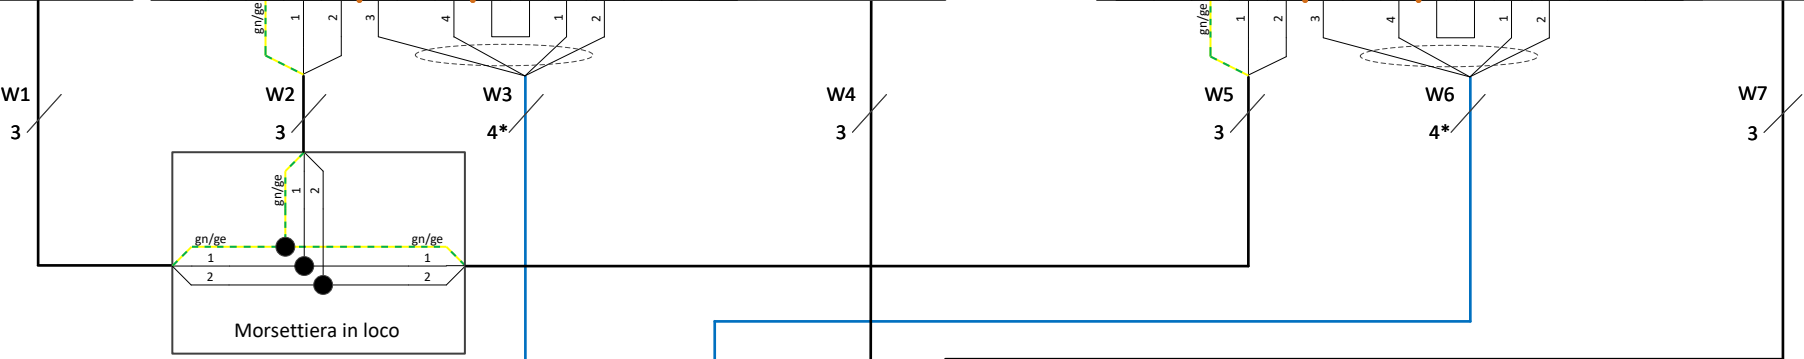 gn/ge 1 2 3 4 1 2 gn/ge 1 2 3 4 1 2
W1 W2 W3 W4 W5 W6 W7
3 3 4* 3 3 4* 3
gn/ge 1 2
gn/ge gn/ge
1 1
2 2
Morsettiera in loco